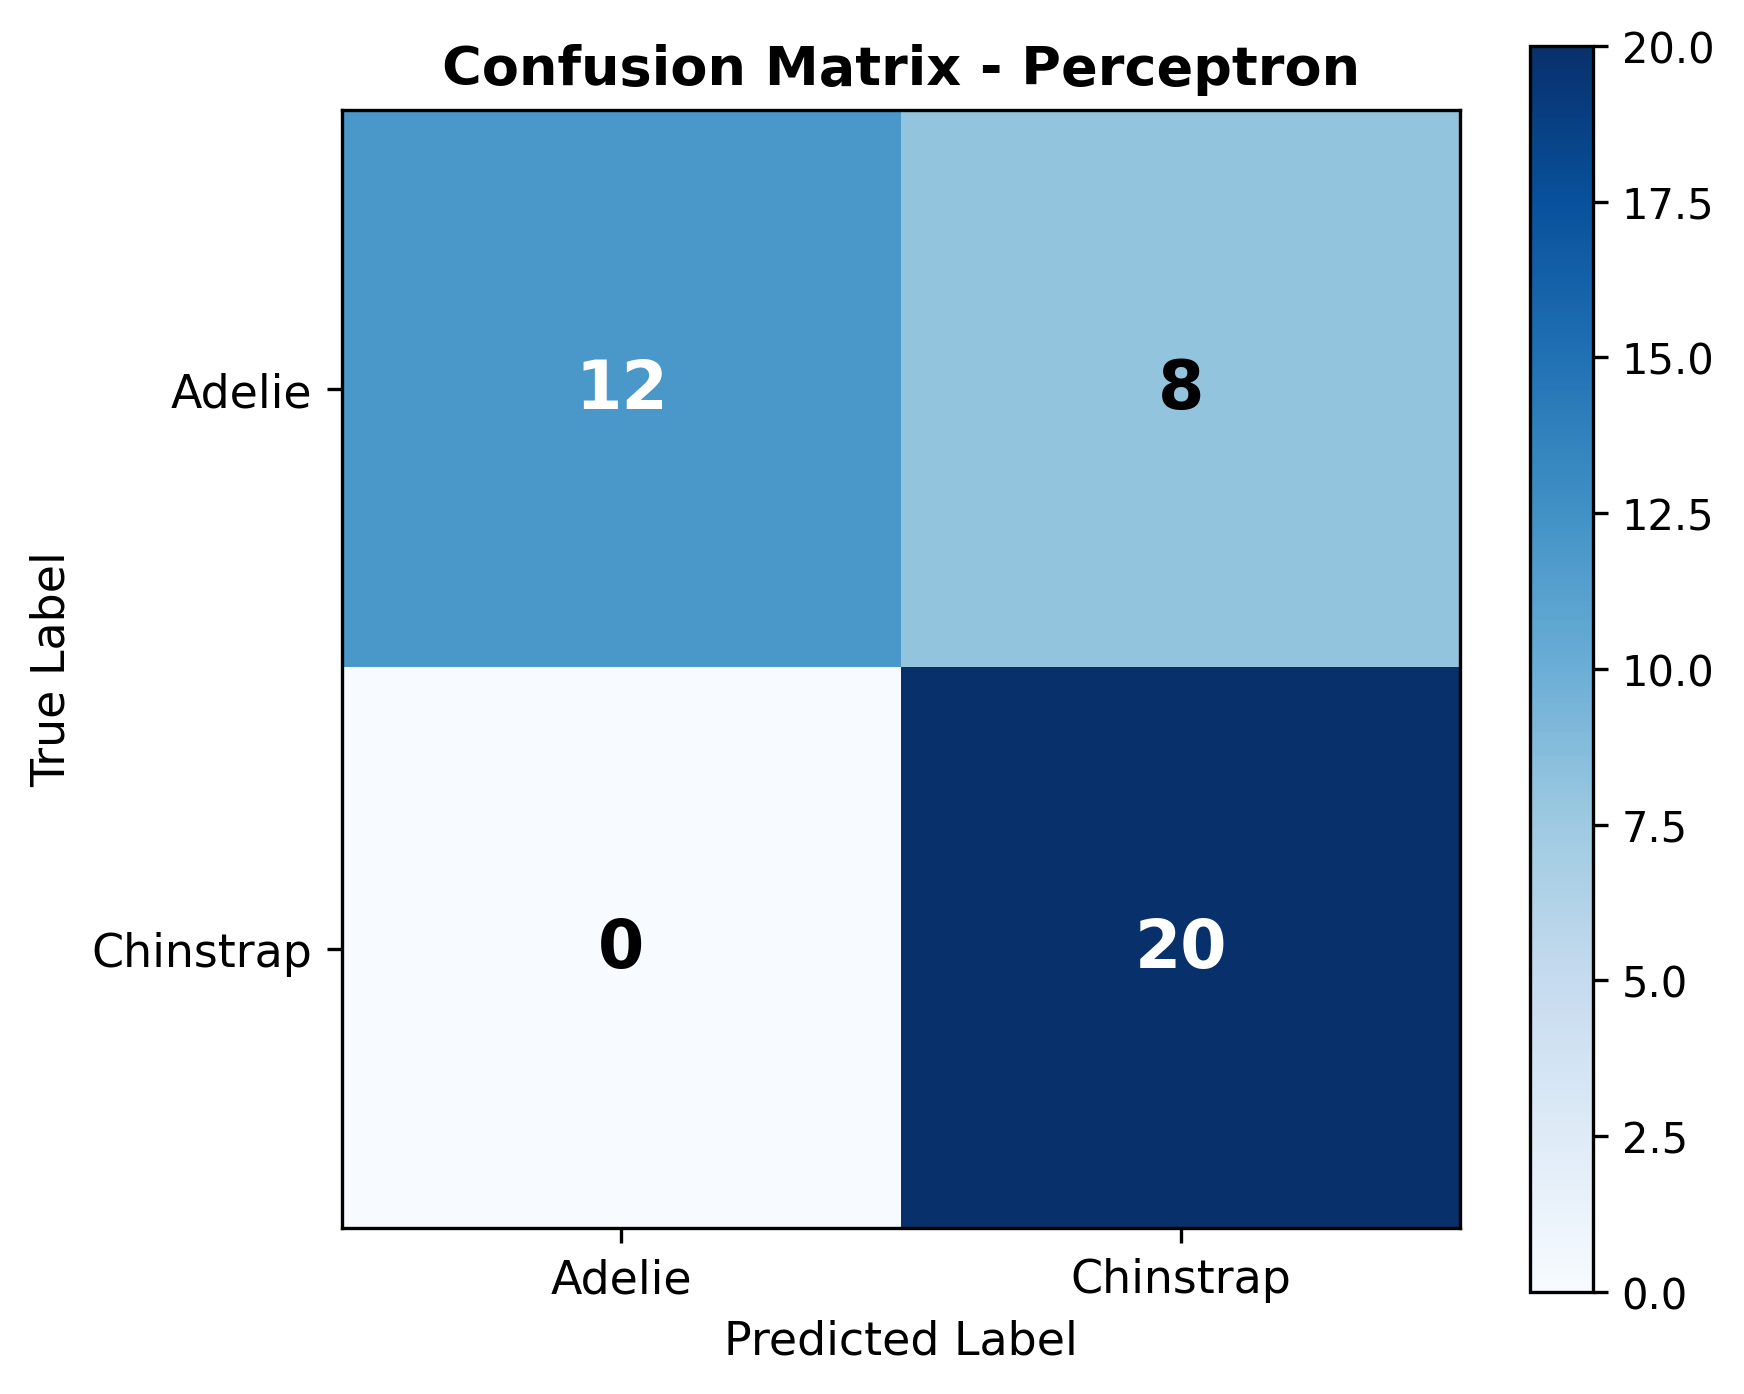 Confusion Matrix - Perceptron
20.0
17.5
15.0
12.5
10.0
7.5
5.0
2.5
0.0
True Label
Adelie
12
8
Chinstrap
0
20
Adelie
Chinstrap
Predicted Label